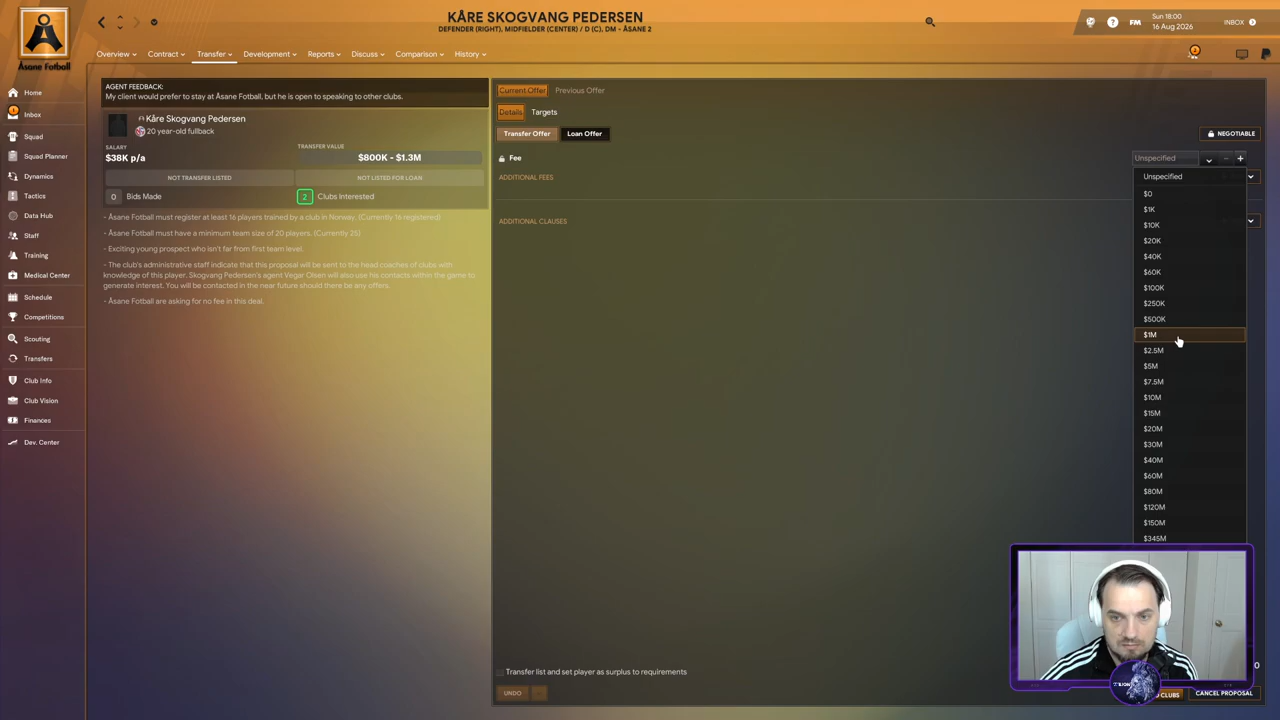 KÅRE SKOGVANG PEDERSEN
DEFENDER (RIGHT), MIDFIELDER (CENTER) / D (C), DM - ÅSANE 2
FM
Sun 18:00
16 Aug 2026
INBOX
Åsane Fotball
Overview
Contract
Transfer
Development
Reports
Discuss
Comparison
History
Home
Inbox
Squad
Squad Planner
Dynamics
Tactics
Data Hub
Staff
Training
Medical Center
Schedule
Competitions
Scouting
Transfers
Club Info
Club Vision
Finances
Dev. Center
AGENT FEEDBACK:
My client would prefer to stay at Åsane Fotball, but he is open to speaking to other clubs.
Kåre Skogvang Pedersen
20 year-old fullback
SALARY
$38K p/a
TRANSFER VALUE
$800K - $1.3M
NOT TRANSFER LISTED
NOT LISTED FOR LOAN
0 Bids Made
2 Clubs Interested
- Åsane Fotball must register at least 16 players trained by a club in Norway. (Currently 16 registered)
- Åsane Fotball must have a minimum team size of 20 players. (Currently 25)
- Exciting young prospect who isn't far from first team level.
- The club's administrative staff indicate that this proposal will be sent to the head coaches of clubs with
knowledge of this player. Skogvang Pedersen's agent Vegar Olsen will also use his contacts within the game to
generate interest. You will be contacted in the near future should there be any offers.
- Åsane Fotball are asking for no fee in this deal.
Current Offer
Previous Offer
Details
Targets
Transfer Offer
Loan Offer
NEGOTIABLE
Fee
Unspecified
ADDITIONAL FEES
ADDITIONAL CLAUSES
Unspecified
$0
$1K
$10K
$20K
$40K
$60K
$100K
$250K
$500K
$1M
$2.5M
$5M
$7.5M
$10M
$15M
$20M
$30M
$40M
$60M
$80M
$120M
$150M
$345M
Transfer list and set player as surplus to requirements
0
UNDO
CLUBS
CANCEL PROPOSAL